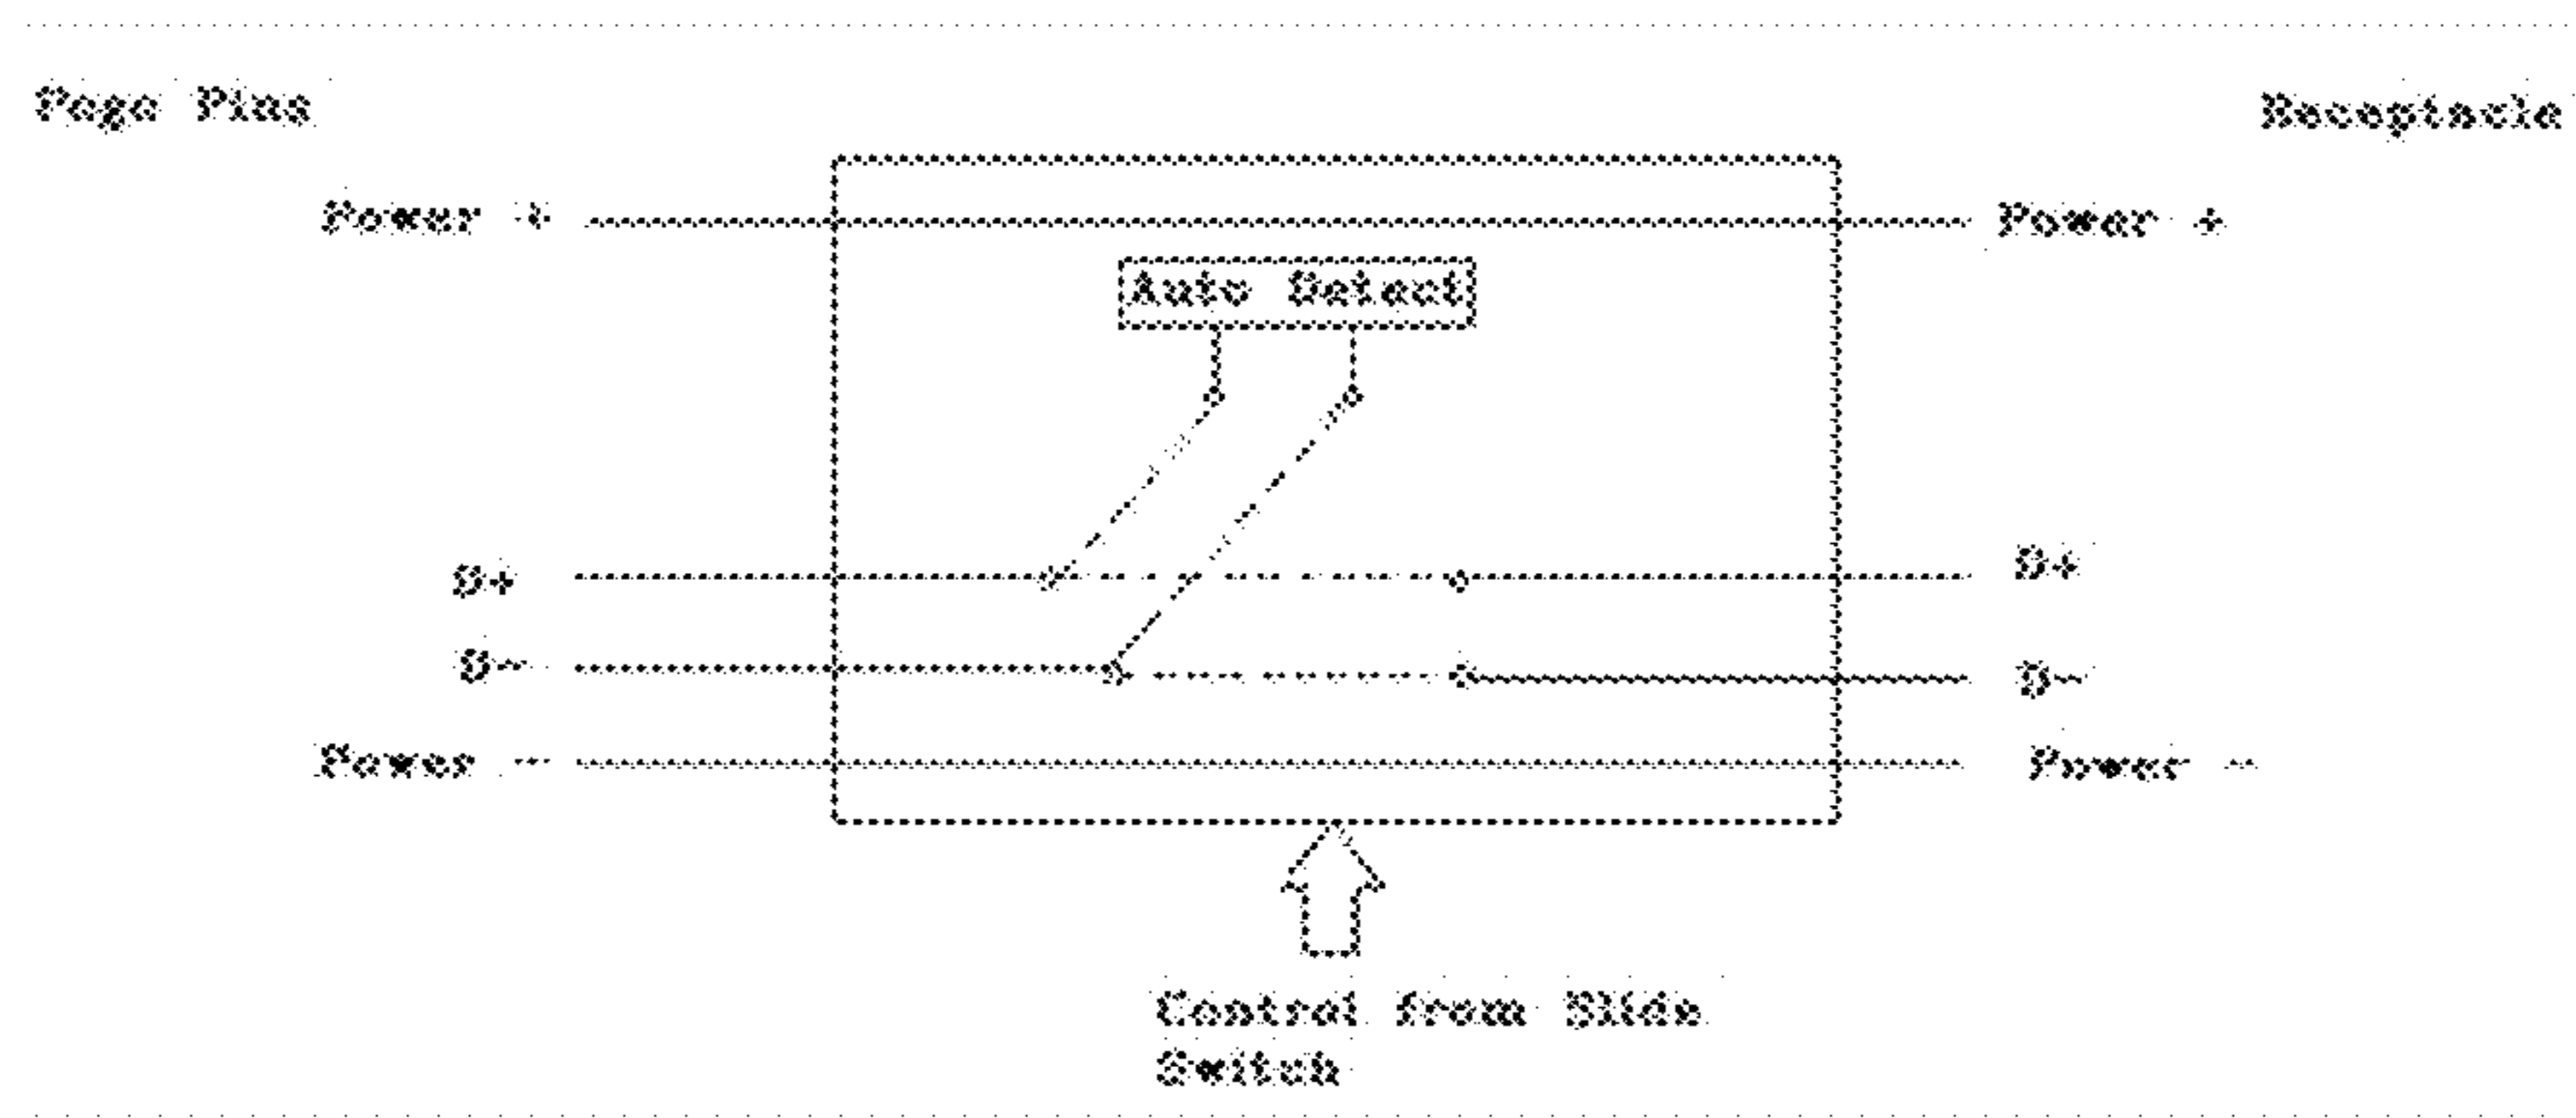 Pogo Pins
Receptacle
Power +
Power +
Auto Detect
D+
D+
D-
D-
Power -
Power -
Control from Slide
Switch